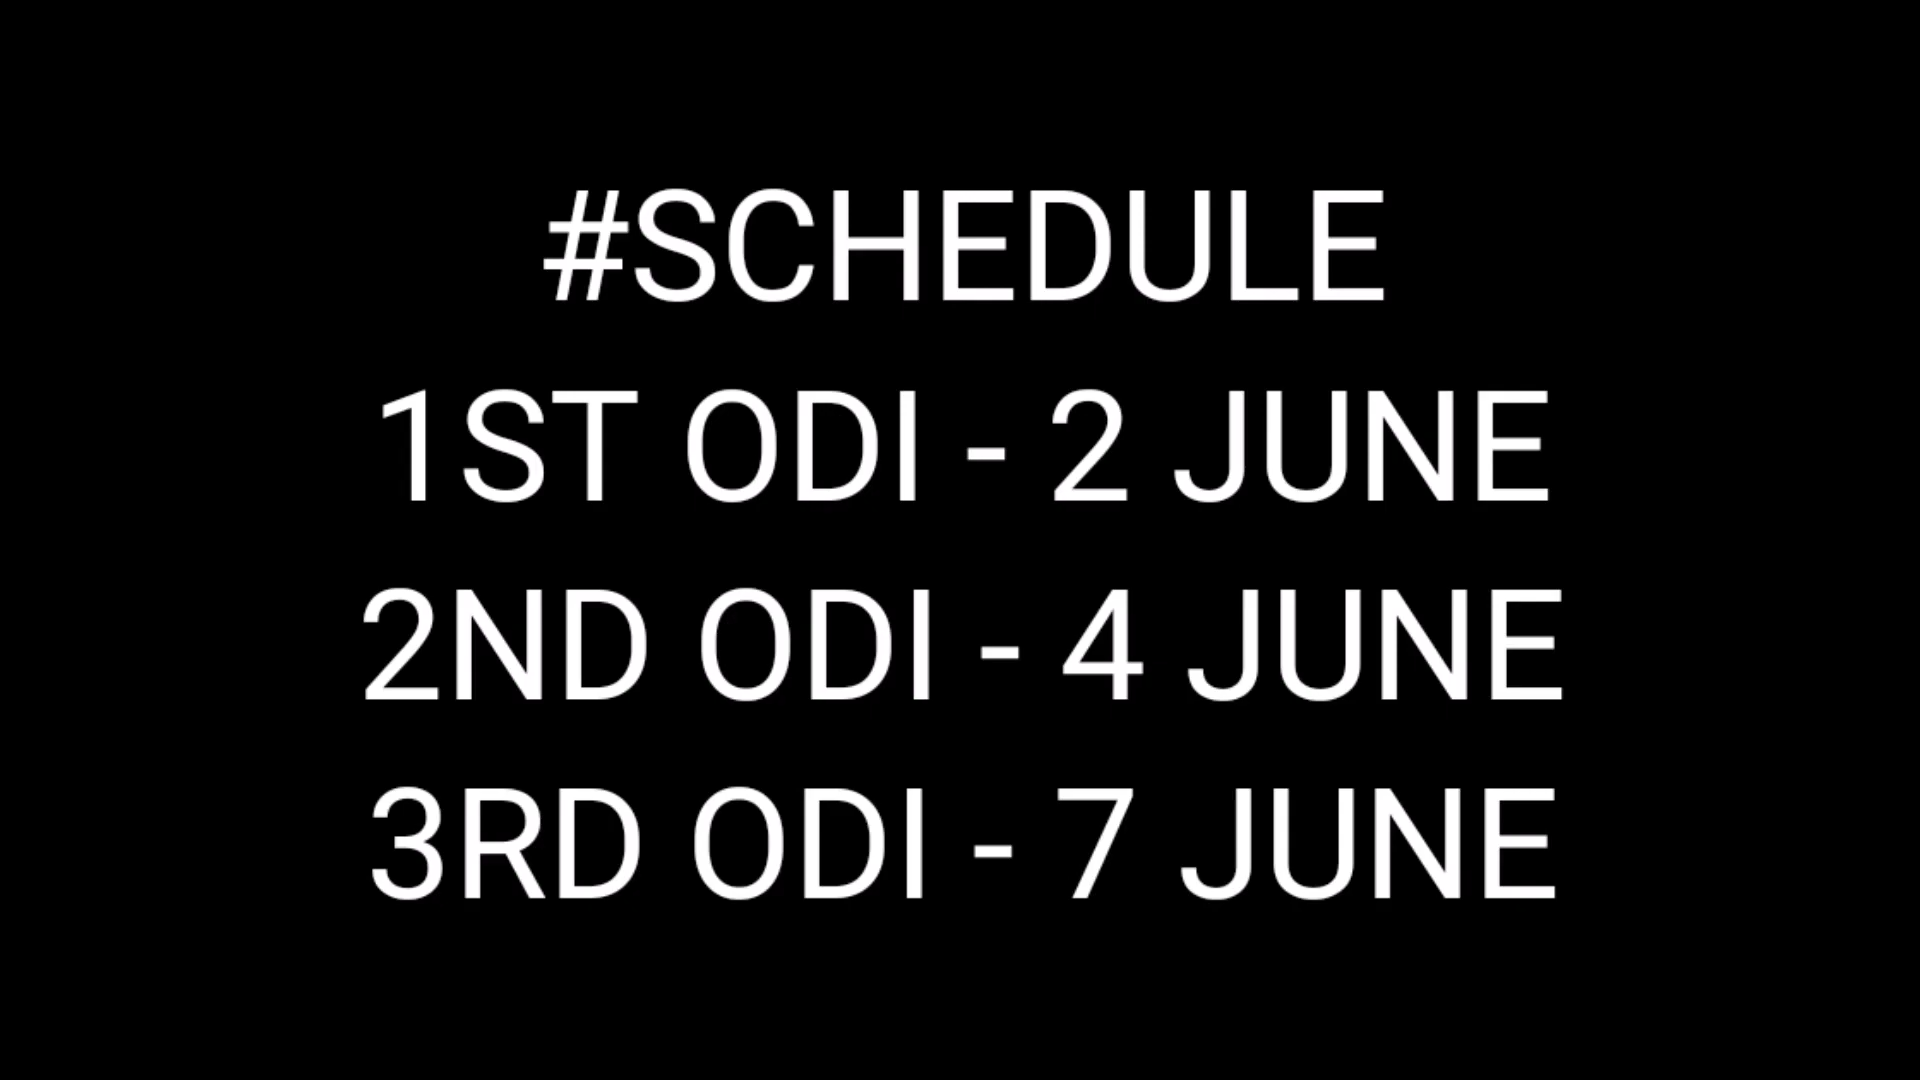 #SCHEDULE
1ST ODI - 2 JUNE
2ND ODI - 4 JUNE
3RD ODI - 7 JUNE